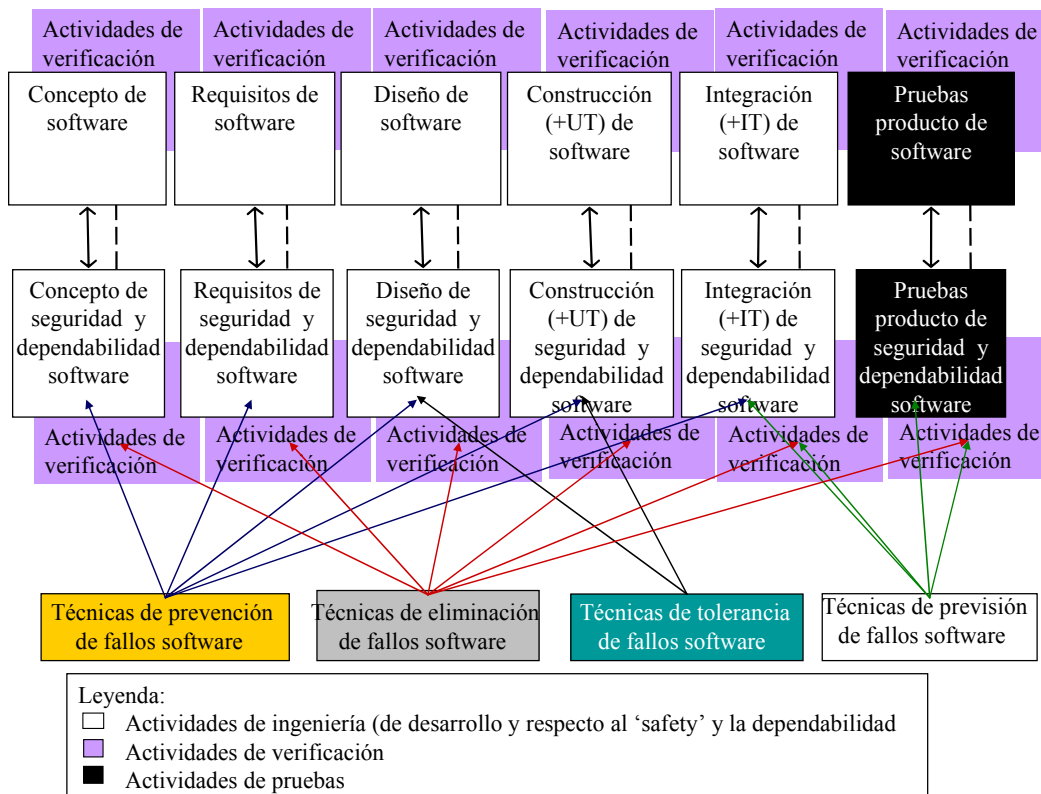 Actividades de
verificación
Actividades de
verificación
Actividades de
verificación
Actividades de
verificación
Actividades de
verificación
Actividades de
verificación
Concepto de
software
Requisitos de
software
Diseño de
software
Construcción
(+UT) de
software
Integración
(+IT) de
software
Pruebas
producto de
software
Concepto de
seguridad y
dependabilidad
software
Requisitos de
seguridad y
dependabilidad
software
Diseño de
seguridad y
dependabilidad
software
Construcción
(+UT) de
seguridad y
dependabilidad
software
Integración
(+IT) de
seguridad y
dependabilidad
software
Pruebas
producto de
seguridad y
dependabilidad
software
Actividades de
verificación
Actividades de
verificación
Actividades de
verificación
Actividades de
verificación
Actividades de
verificación
Actividades de
verificación
Técnicas de prevención
de fallos software
Técnicas de eliminación
de fallos software
Técnicas de tolerancia
de fallos software
Técnicas de previsión
de fallos software
Leyenda:
Actividades de ingeniería (de desarrollo y respecto al ‘safety’ y la dependabilidad
Actividades de verificación
Actividades de pruebas